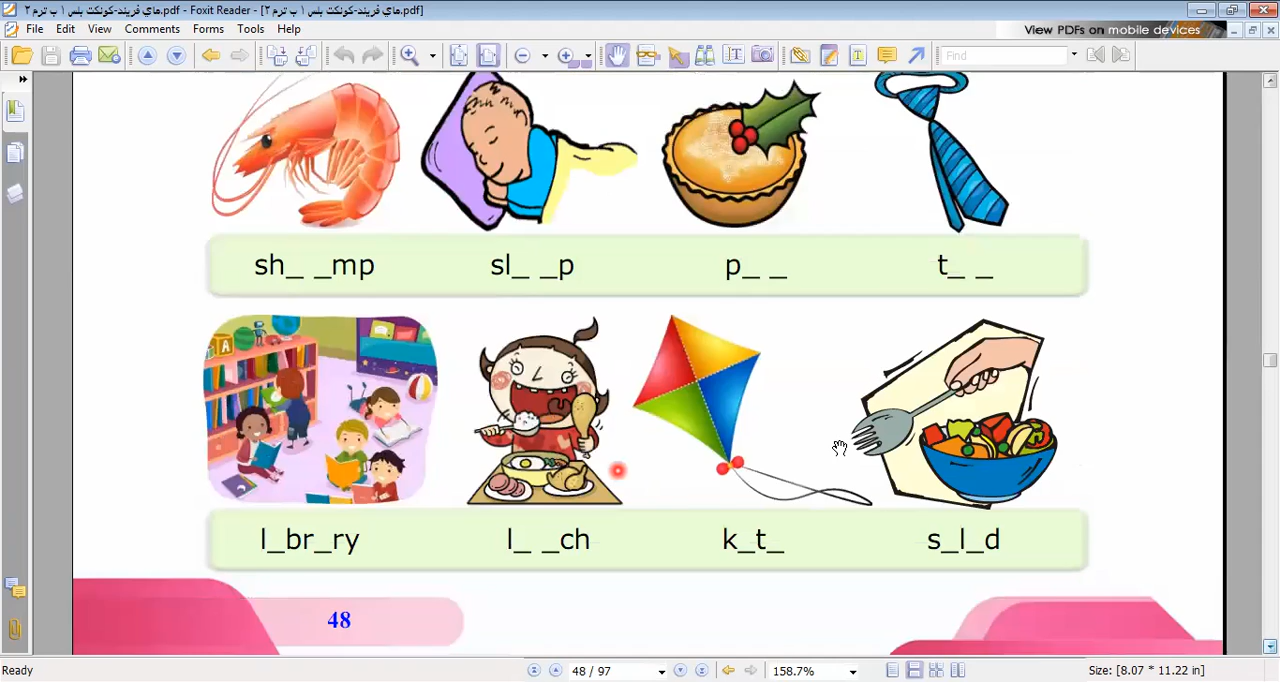 ماي فريند-كونكت بلس ١ ب ترم ٢.pdf - Foxit Reader - [ماي فريند-كونكت بلس ١ ب ترم ٢.pdf]
File Edit View Comments Forms Tools Help
View PDFs on mobile devices
Find
sh_ _mp sl_ _p p_ _ t_ _
A
l_br_ry l_ _ch k_t_ s_l_d
48
Ready 48 / 97 158.7% Size: [8.07 * 11.22 in]